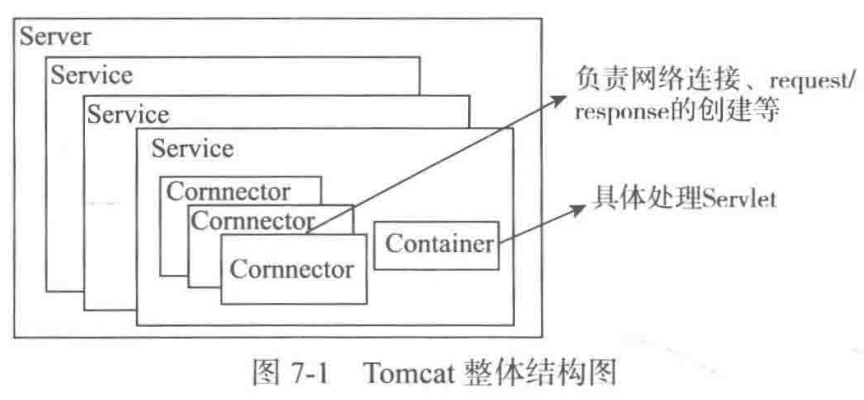 Server
Service
Service
Service
Cornnector
Cornnector
Cornnector
Container
负责网络连接、request/
response的创建等
具体处理Servlet
图 7-1 Tomcat 整体结构图